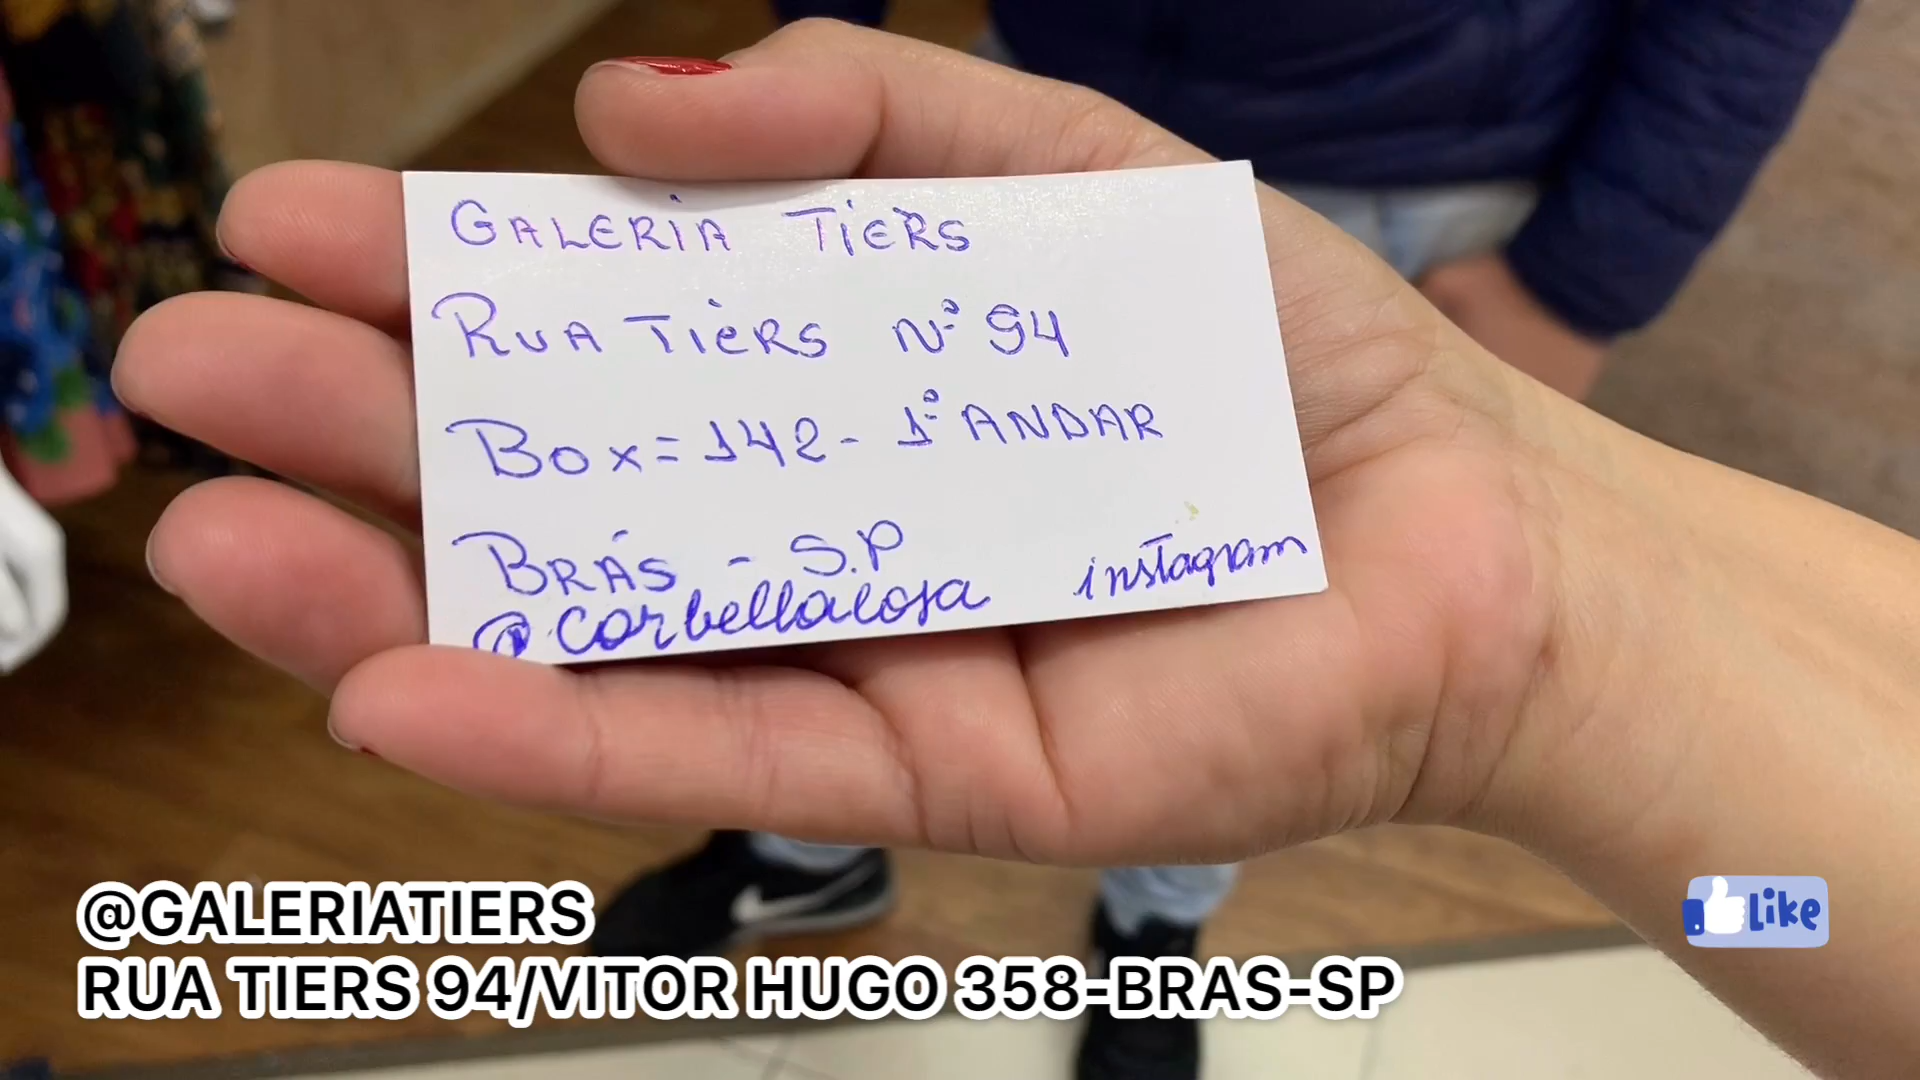 GALERIA TIERS
RUA TIERS Nº 94
BOX=142- 1º ANDAR
BRÁS - S.P
@corbellaloja instagram
@GALERIATIERS
RUA TIERS 94/VITOR HUGO 358-BRAS-SP
Like